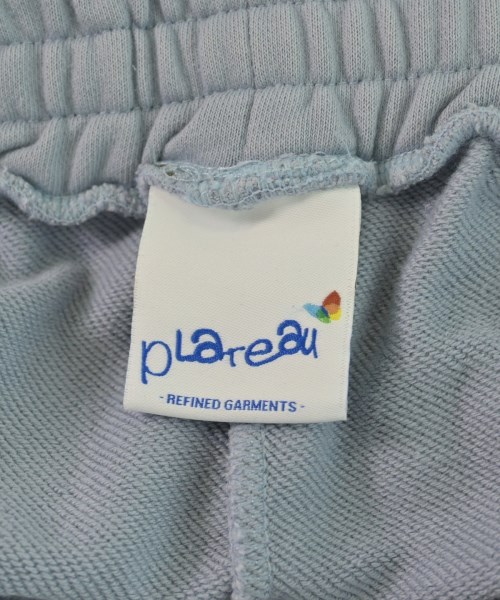 pLaTeau
- REFINED GARMENTS -